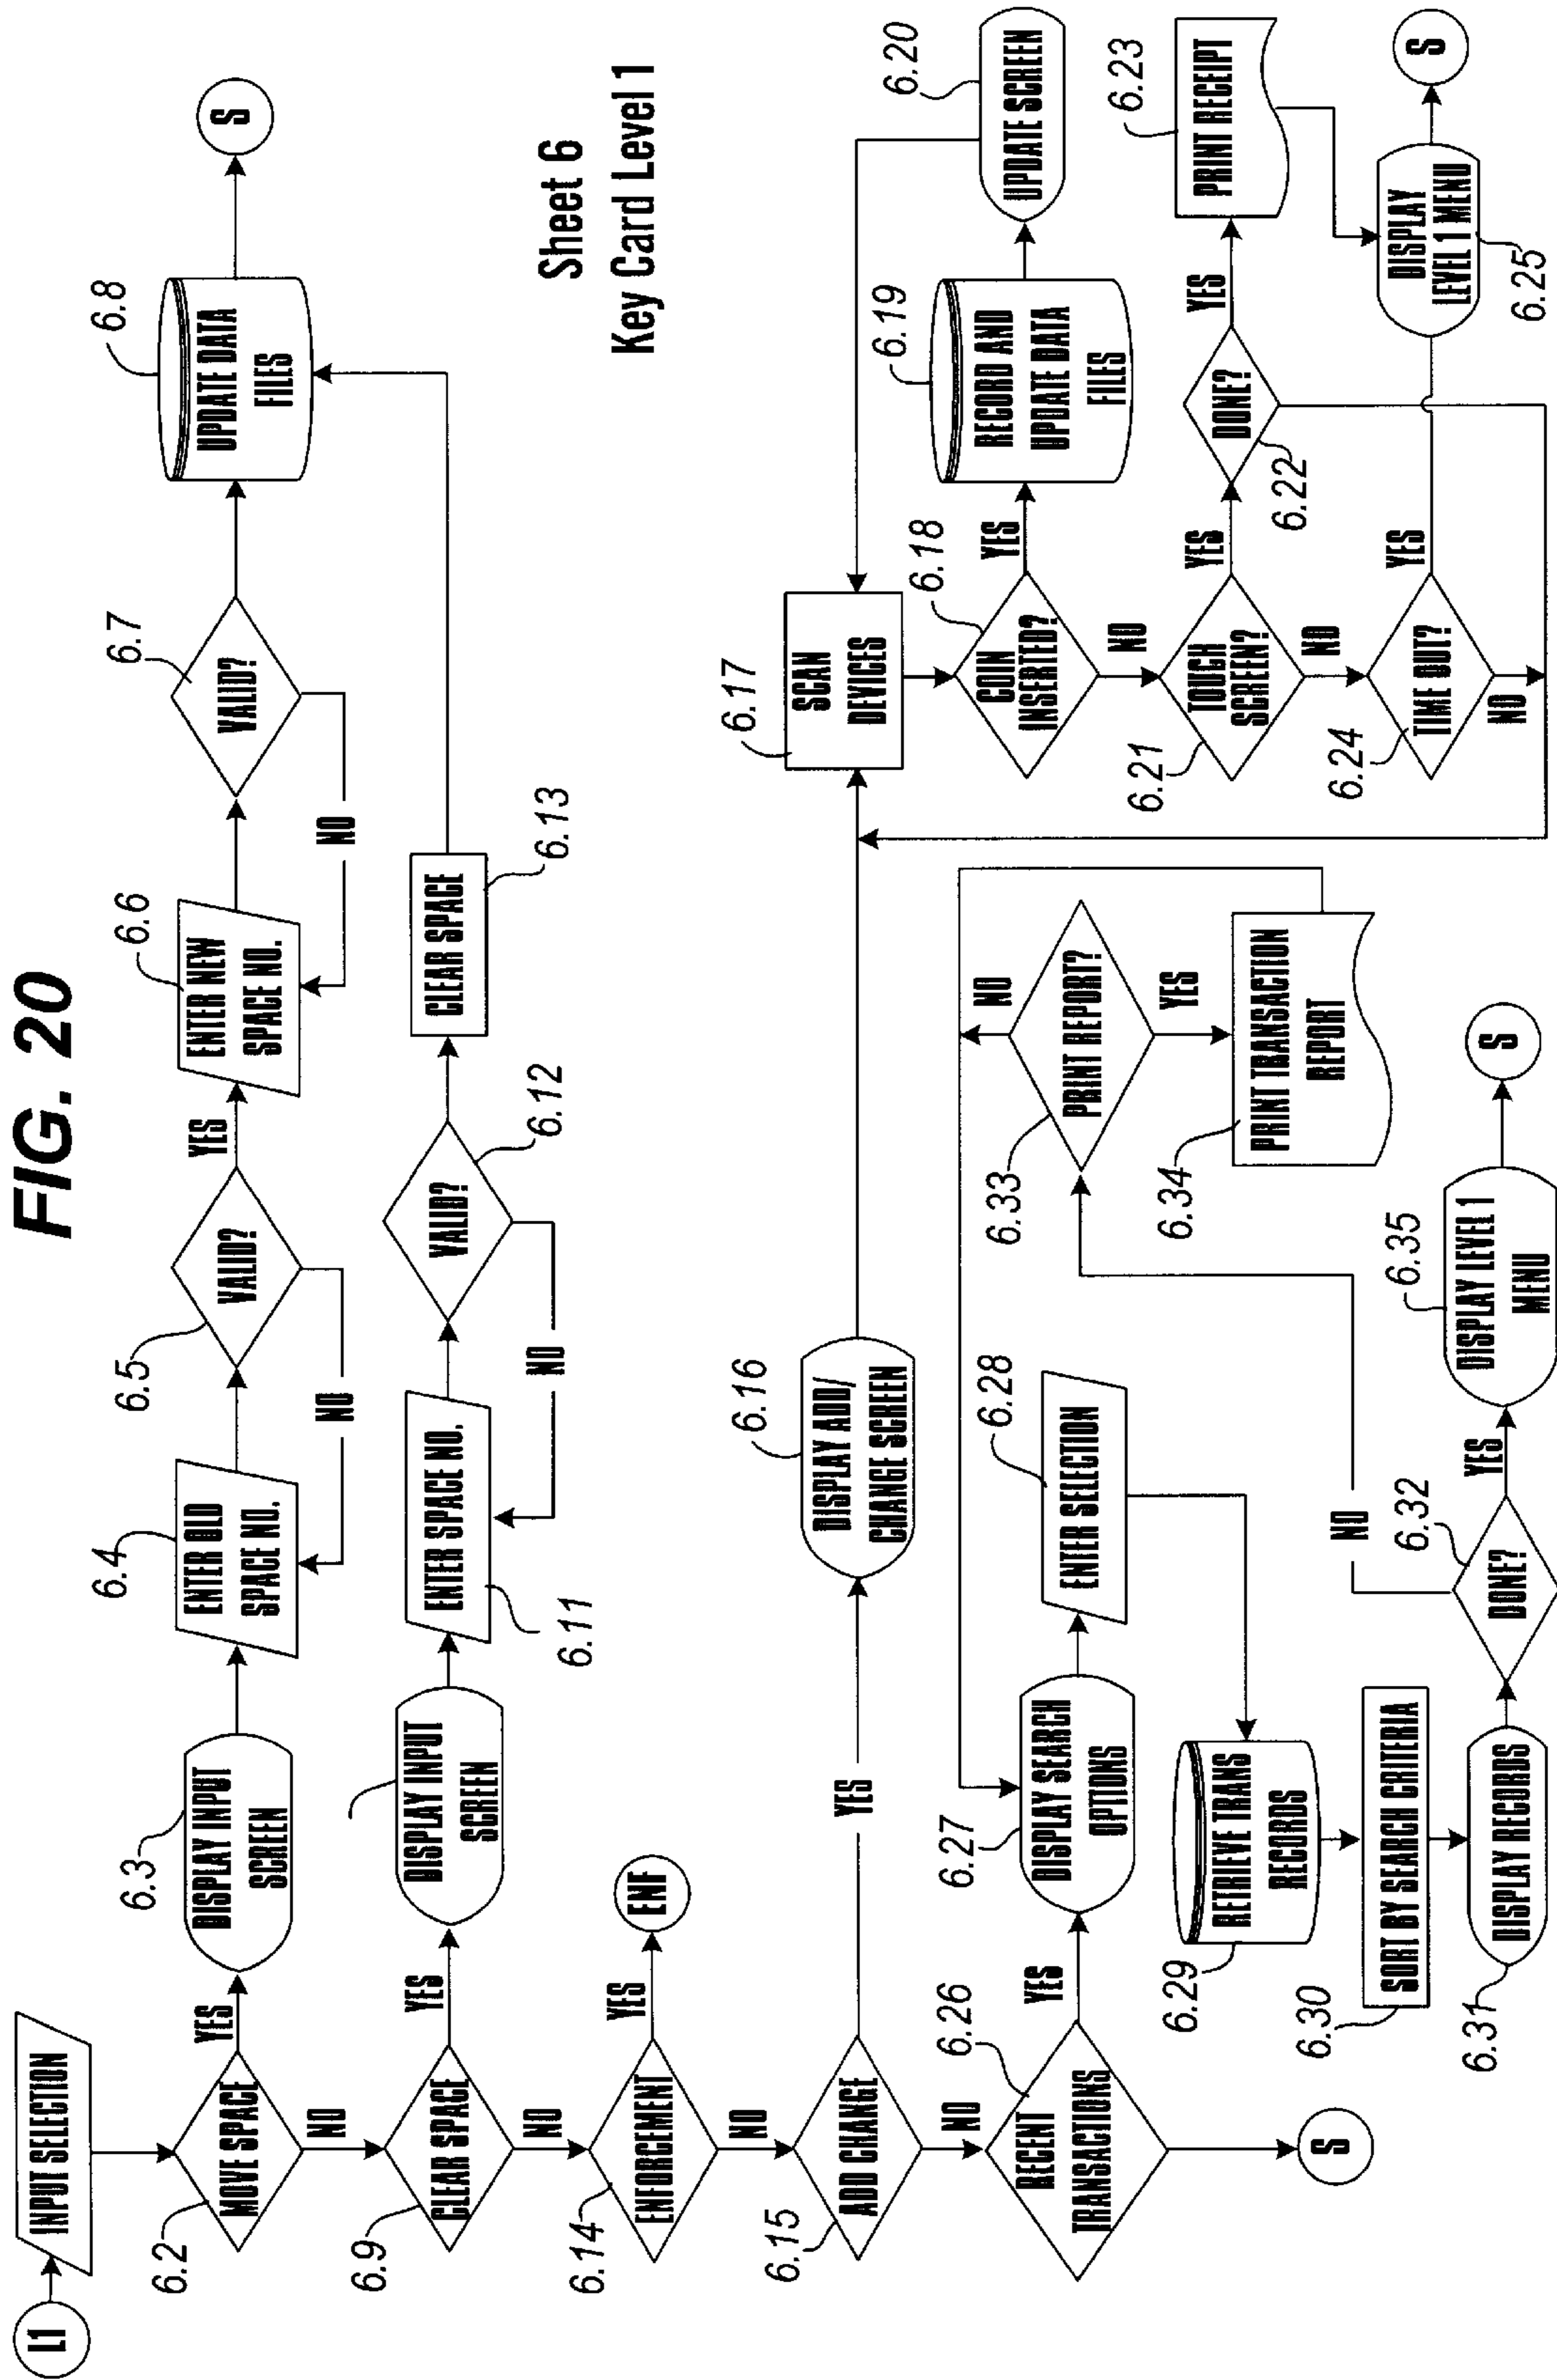 FIG. 20
Sheet 6
Key Card Level 1
L1
INPUT SELECTION
6.2
MOVE SPACE
YES
NO
6.3
DISPLAY INPUT
SCREEN
6.4
ENTER OLD
SPACE NO.
6.5
VALID?
NO
YES
6.6
ENTER NEW
SPACE NO.
6.7
VALID?
NO
6.8
UPDATE DATA
FILES
S
6.9
CLEAR SPACE
YES
NO
DISPLAY INPUT
SCREEN
6.11
ENTER SPACE NO.
6.12
VALID?
NO
6.13
CLEAR SPACE
6.14
ENFORCEMENT
YES
NO
ENF
6.15
ADD CHANGE
YES
NO
6.16
DISPLAY ADD/
CHANGE SCREEN
6.17
SCAN
DEVICES
6.18
COIN
INSERTED?
YES
NO
6.19
RECORD AND
UPDATE DATA
FILES
6.20
UPDATE SCREEN
6.21
TOUGH
SCREEN?
YES
NO
6.22
DONE?
YES
6.23
PRINT RECEIPT
6.24
TIME OUT?
YES
NO
6.25
DISPLAY
LEVEL 1 MENU
S
6.26
RECENT
TRANSACTIONS
YES
S
6.27
DISPLAY SEARCH
OPTIONS
6.28
ENTER SELECTION
6.29
RETRIEVE TRANS
RECORDS
6.30
SORT BY SEARCH CRITERIA
6.31
DISPLAY RECORDS
6.32
DONE?
NO
YES
6.33
PRINT REPORT?
NO
YES
6.34
PRINT TRANSACTION
REPORT
6.35
DISPLAY LEVEL 1
MENU
S